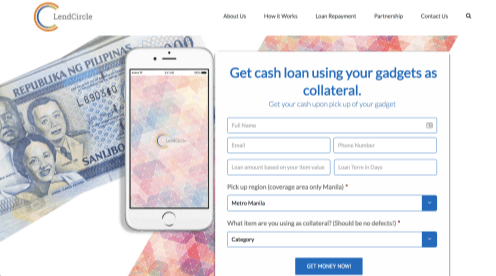 LendCircle
About Us
How it Works
Loan Repayment
Partnership
Contact Us
REPUBLIKA NG PILIPINAS
LendCircle
Get cash loan using your gadgets as
collateral.
Get your cash upon pick up of your gadget
Full Name
Email
Phone Number
Loan amount based on your item value
Loan Term in Days
Pick up region (coverage area only Manila) *
Metro Manila
What item are you using as collateral? (Should be no defects!) *
Category
GET MONEY NOW!